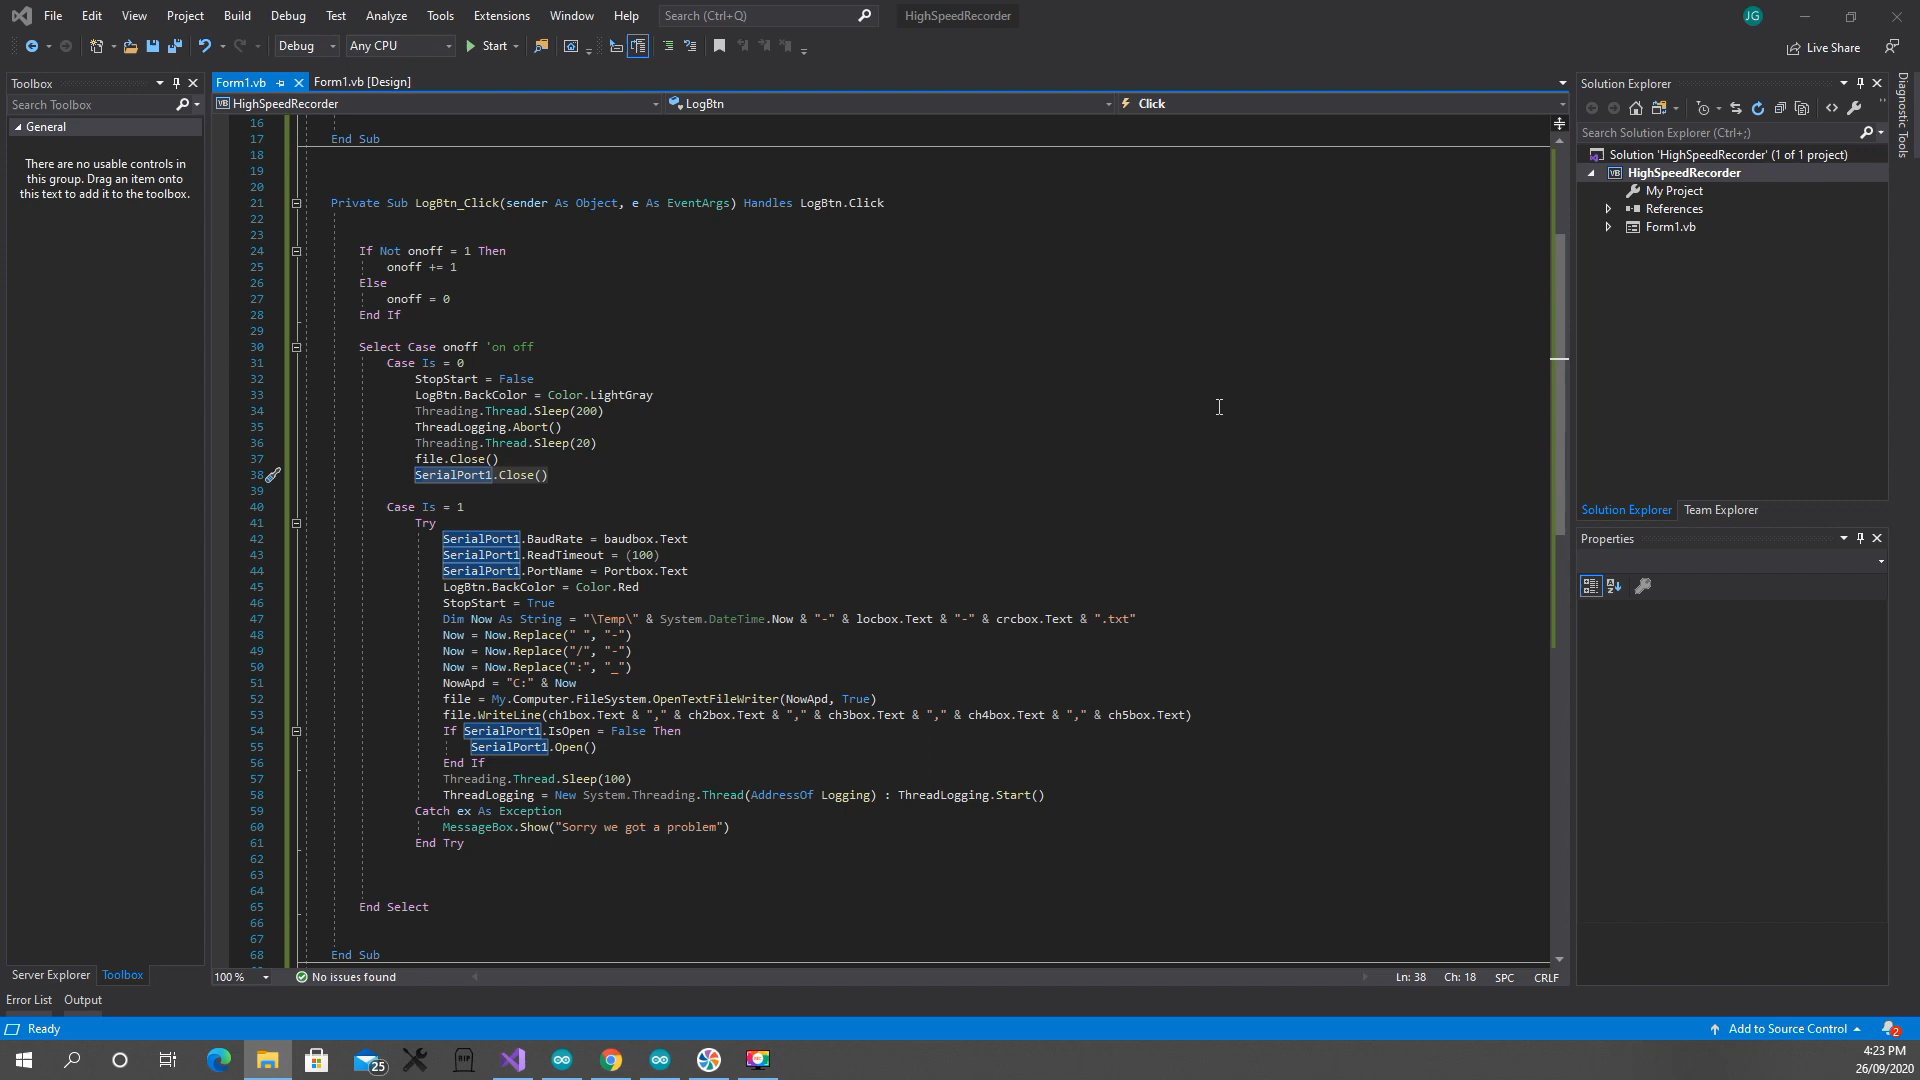 File Edit View Project Build Debug Test Analyze Tools Extensions Window Help Search (Ctrl+Q) HighSpeedRecorder JG
Debug Any CPU Start Live Share
Toolbox
Search Toolbox
General
There are no usable controls in
this group. Drag an item onto
this text to add it to the toolbox.
Form1.vb Form1.vb [Design]
VB HighSpeedRecorder LogBtn Click
16
17 End Sub
18
19
20
21 Private Sub LogBtn_Click(sender As Object, e As EventArgs) Handles LogBtn.Click
22
23
24 If Not onoff = 1 Then
25 onoff += 1
26 Else
27 onoff = 0
28 End If
29
30 Select Case onoff 'on off
31 Case Is = 0
32 StopStart = False
33 LogBtn.BackColor = Color.LightGray
34 Threading.Thread.Sleep(200)
35 ThreadLogging.Abort()
36 Threading.Thread.Sleep(20)
37 file.Close()
38 SerialPort1.Close()
39
40 Case Is = 1
41 Try
42 SerialPort1.BaudRate = baudbox.Text
43 SerialPort1.ReadTimeout = (100)
44 SerialPort1.PortName = Portbox.Text
45 LogBtn.BackColor = Color.Red
46 StopStart = True
47 Dim Now As String = "\Temp\" & System.DateTime.Now & "-" & locbox.Text & "-" & crcbox.Text & ".txt"
48 Now = Now.Replace(" ", "-")
49 Now = Now.Replace("/", "-")
50 Now = Now.Replace(":", "_")
51 NowApd = "C:" & Now
52 file = My.Computer.FileSystem.OpenTextFileWriter(NowApd, True)
53 file.WriteLine(ch1box.Text & "," & ch2box.Text & "," & ch3box.Text & "," & ch4box.Text & "," & ch5box.Text)
54 If SerialPort1.IsOpen = False Then
55 SerialPort1.Open()
56 End If
57 Threading.Thread.Sleep(100)
58 ThreadLogging = New System.Threading.Thread(AddressOf Logging) : ThreadLogging.Start()
59 Catch ex As Exception
60 MessageBox.Show("Sorry we got a problem")
61 End Try
62
63
64
65 End Select
66
67
68 End Sub
100 % No issues found Ln: 38 Ch: 18 SPC CRLF
Solution Explorer
Search Solution Explorer (Ctrl+;)
Solution 'HighSpeedRecorder' (1 of 1 project)
VB HighSpeedRecorder
My Project
References
Form1.vb
Solution Explorer Team Explorer
Properties
Diagnostic Tools
Server Explorer Toolbox
Error List Output
Ready Add to Source Control 2
25 RIP
4:23 PM
26/09/2020